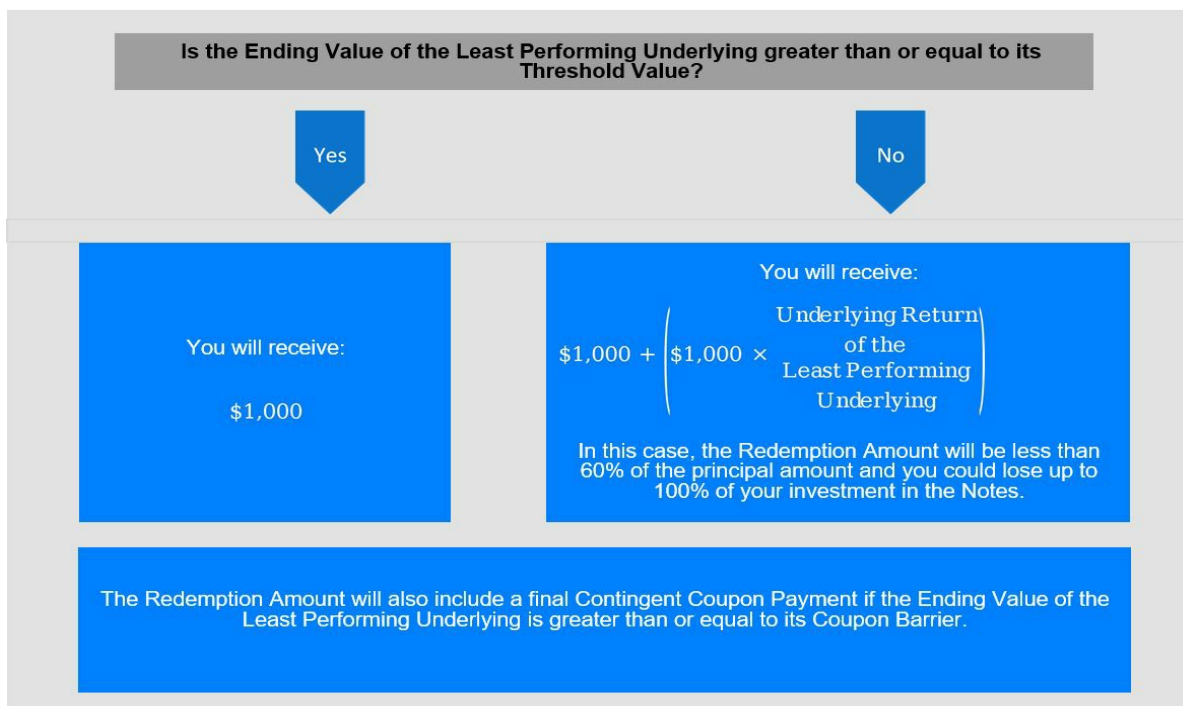 Is the Ending Value of the Least Performing Underlying greater than or equal to its
Threshold Value?
Yes
No
You will receive:
$1,000
You will receive:
$1,000 + ($1,000 × Underlying Return
of the
Least Performing
Underlying)
In this case, the Redemption Amount will be less than
60% of the principal amount and you could lose up to
100% of your investment in the Notes.
The Redemption Amount will also include a final Contingent Coupon Payment if the Ending Value of the
Least Performing Underlying is greater than or equal to its Coupon Barrier.